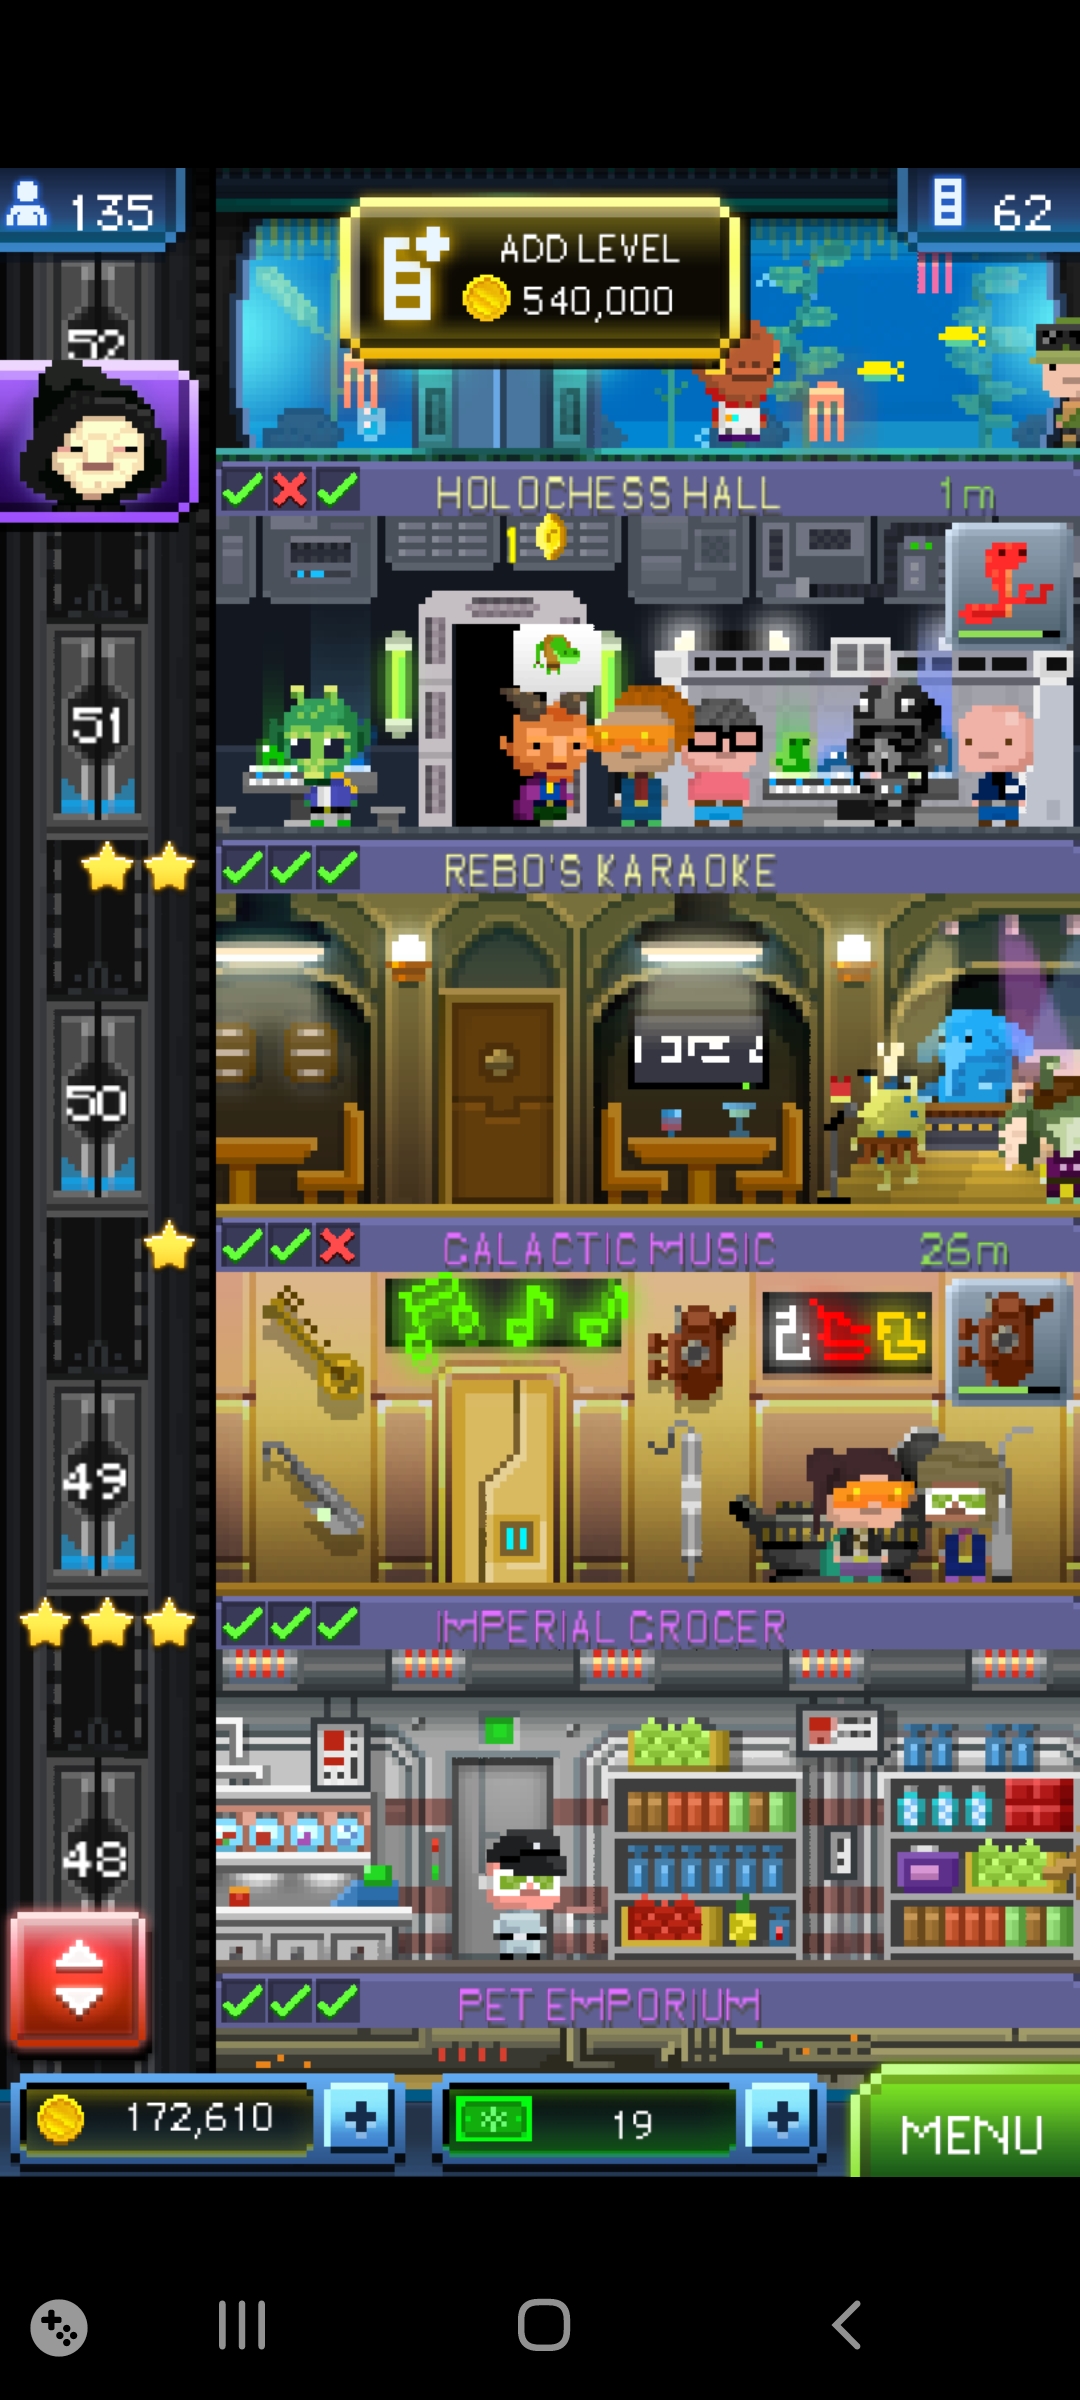 135
ADD LEVEL
540,000
62
52
HOLOCHESS HALL
1m
1
51
REBO'S KARAOKE
50
GALACTIC MUSIC
26m
49
IMPERIAL GROCER
48
PET EMPORIUM
172,610
19
MENU